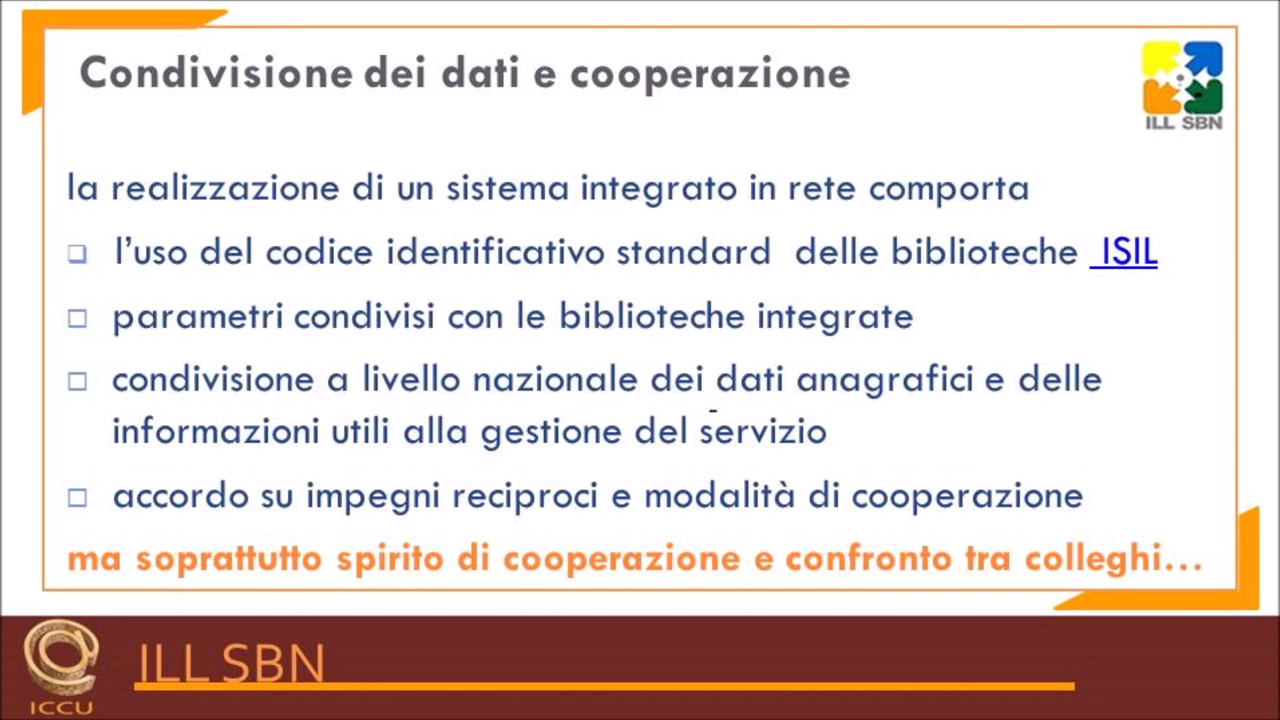 Condivisione dei dati e cooperazione
ILL SBN
la realizzazione di un sistema integrato in rete comporta
l’uso del codice identificativo standard delle biblioteche ISIL
parametri condivisi con le biblioteche integrate
condivisione a livello nazionale dei dati anagrafici e delle
informazioni utili alla gestione del servizio
accordo su impegni reciproci e modalità di cooperazione
ma soprattutto spirito di cooperazione e confronto tra colleghi…
ILL SBN
ICCU